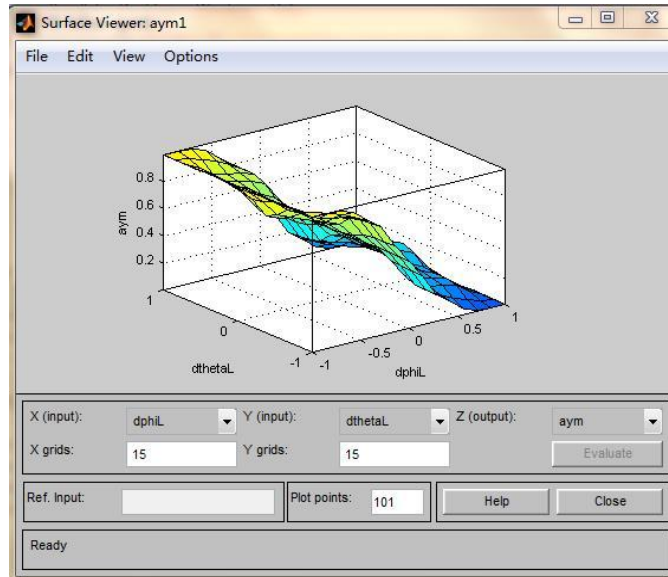 Surface Viewer: aym1
File Edit View Options
0.8
0.6
0.4
0.2
aym
1
0
-1
dthetaL
-1
-0.5
0
0.5
1
dphiL
X (input): dphiL Y (input): dthetaL Z (output): aym
X grids: 15 Y grids: 15 Evaluate
Ref. Input: Plot points: 101 Help Close
Ready